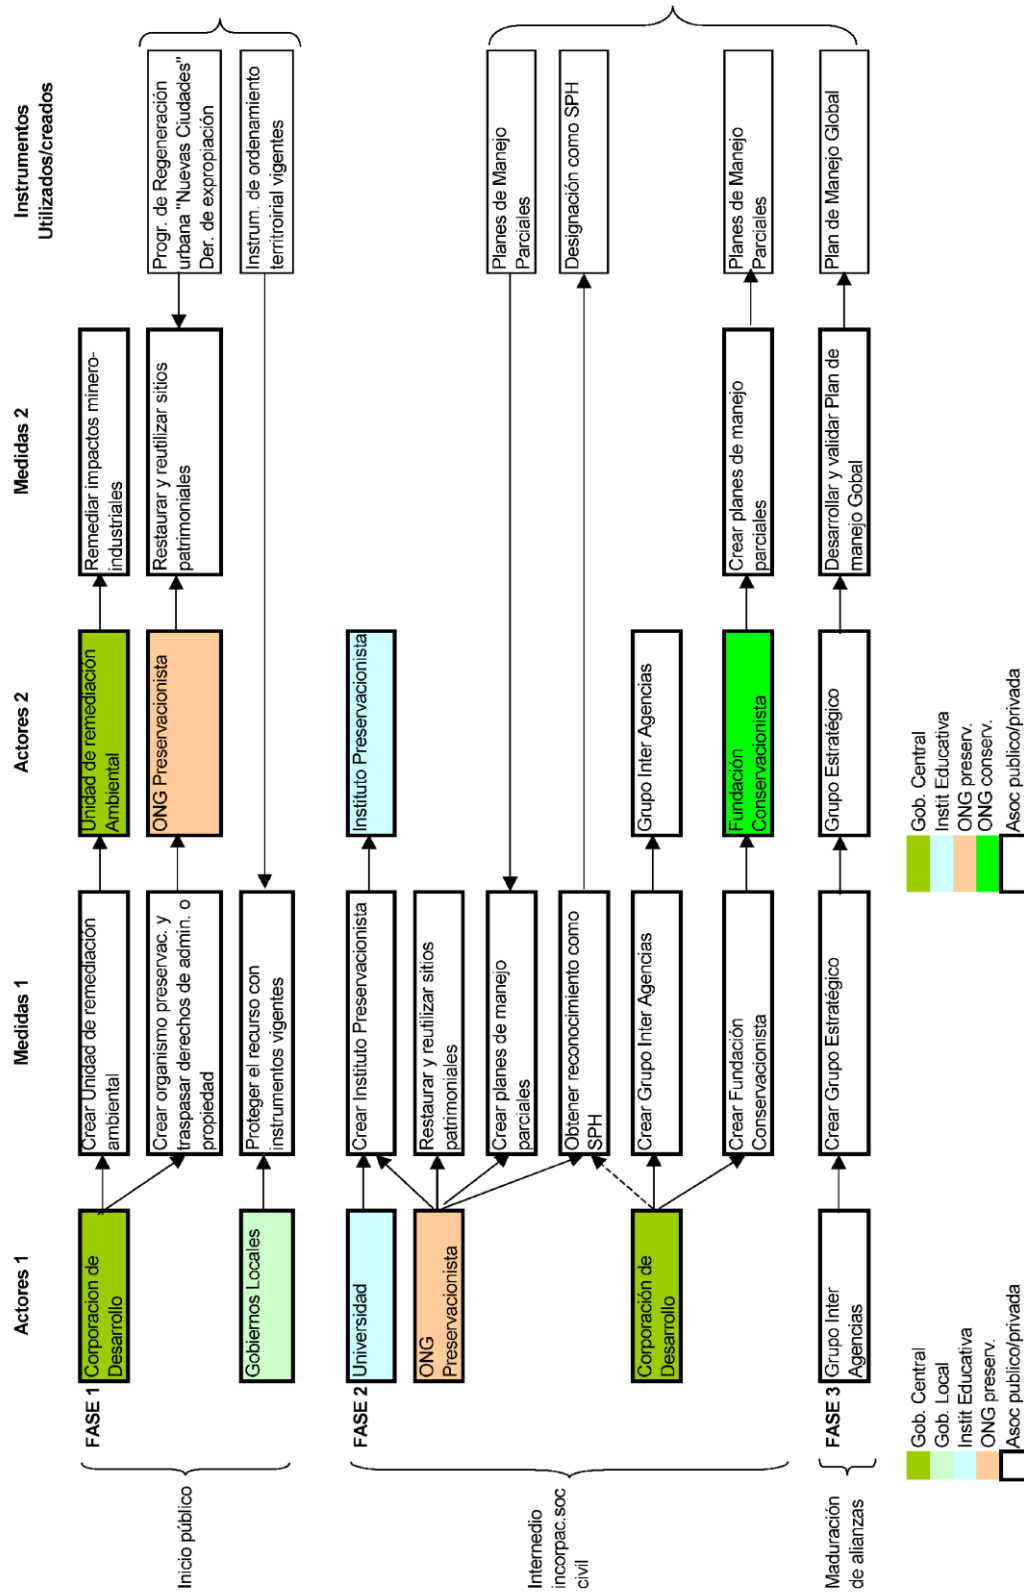 Actores 1
Medidas 1
Actores 2
Medidas 2
Instrumentos
Utilizados/creados
Inicio público
FASE 1
Corporacion de
Desarrollo
Crear Unidad de remediación
ambiental
Unidad de remediación
Ambiental
Remediar impactos minero-
industriales
Crear organismo preservac. y
traspasar derechos de admin. o
propiedad
ONG Preservacionista
Restaurar y reutilizar sitios
patrimoniales
Progr. de Regeneración
urbana "Nuevas Ciudades"
Der. de expropiación
Gobiernos Locales
Proteger el recurso con
instrumentos vigentes
Instrum. de ordenamiento
territroirial vigentes
Internedio
incorpac.soc
civil
FASE 2
Universidad
Crear Instituto Preservacionista
Instituto Preservacionista
ONG
Preservacionista
Restaurar y reutilizar sitios
patrimoniales
Crear planes de manejo
parciales
Planes de Manejo
Parciales
Obtener reconocimiento como
SPH
Designación como SPH
Corporación de
Desarrollo
Crear Grupo Inter Agencias
Grupo Inter Agencias
Crear Fundación
Conservacionista
Fundación
Conservacionista
Crear planes de manejo
parciales
Planes de Manejo
Parciales
Maduración
de alianzas
FASE 3
Grupo Inter
Agencias
Crear Grupo Estratégico
Grupo Estratégico
Desarrollar y validar Plan de
manejo Gobal
Plan de Manejo Global
Gob. Central
Gob. Local
Instit Educativa
ONG preserv.
Asoc publico/privada
Gob. Central
Instit Educativa
ONG preserv.
ONG conserv.
Asoc publico/privada